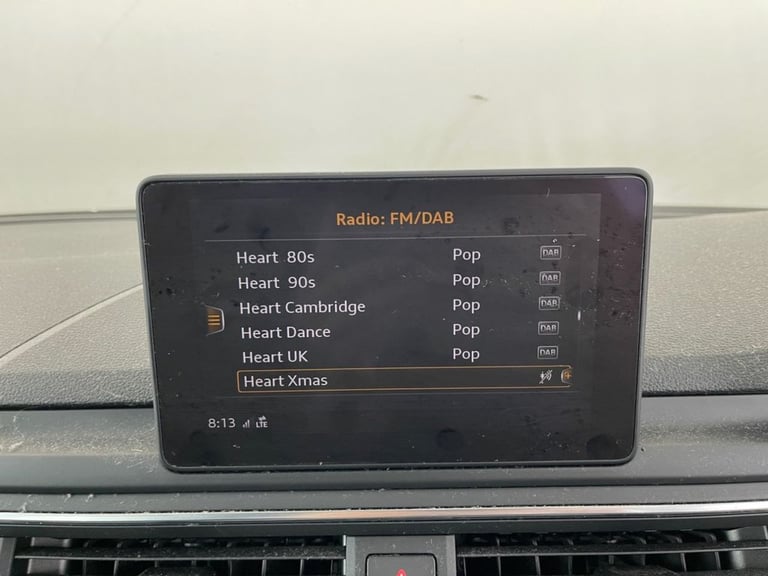 Radio: FM/DAB
Heart 80s Pop DAB
Heart 90s Pop DAB
Heart Cambridge Pop DAB
Heart Dance Pop DAB
Heart UK Pop DAB
Heart Xmas
8:13 LTE